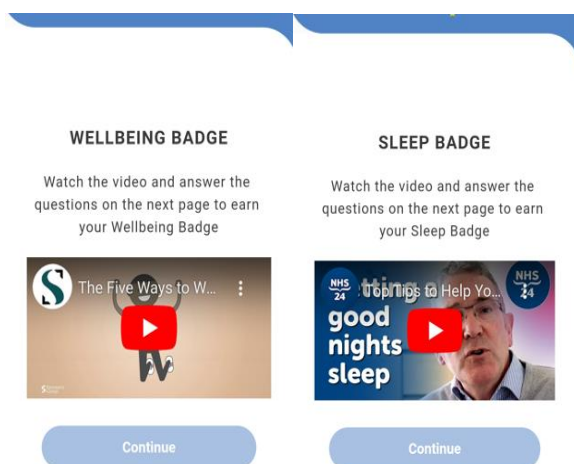 WELLBEING BADGE
Watch the video and answer the
questions on the next page to earn
your Wellbeing Badge
The Five Ways to W...
Continue
SLEEP BADGE
Watch the video and answer the
questions on the next page to earn
your Sleep Badge
NHS
24
Top Tips to Help Yo...
NHS
24
good
nights
sleep
Continue